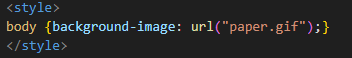 <style>
body {background-image: url("paper.gif");}
</style>